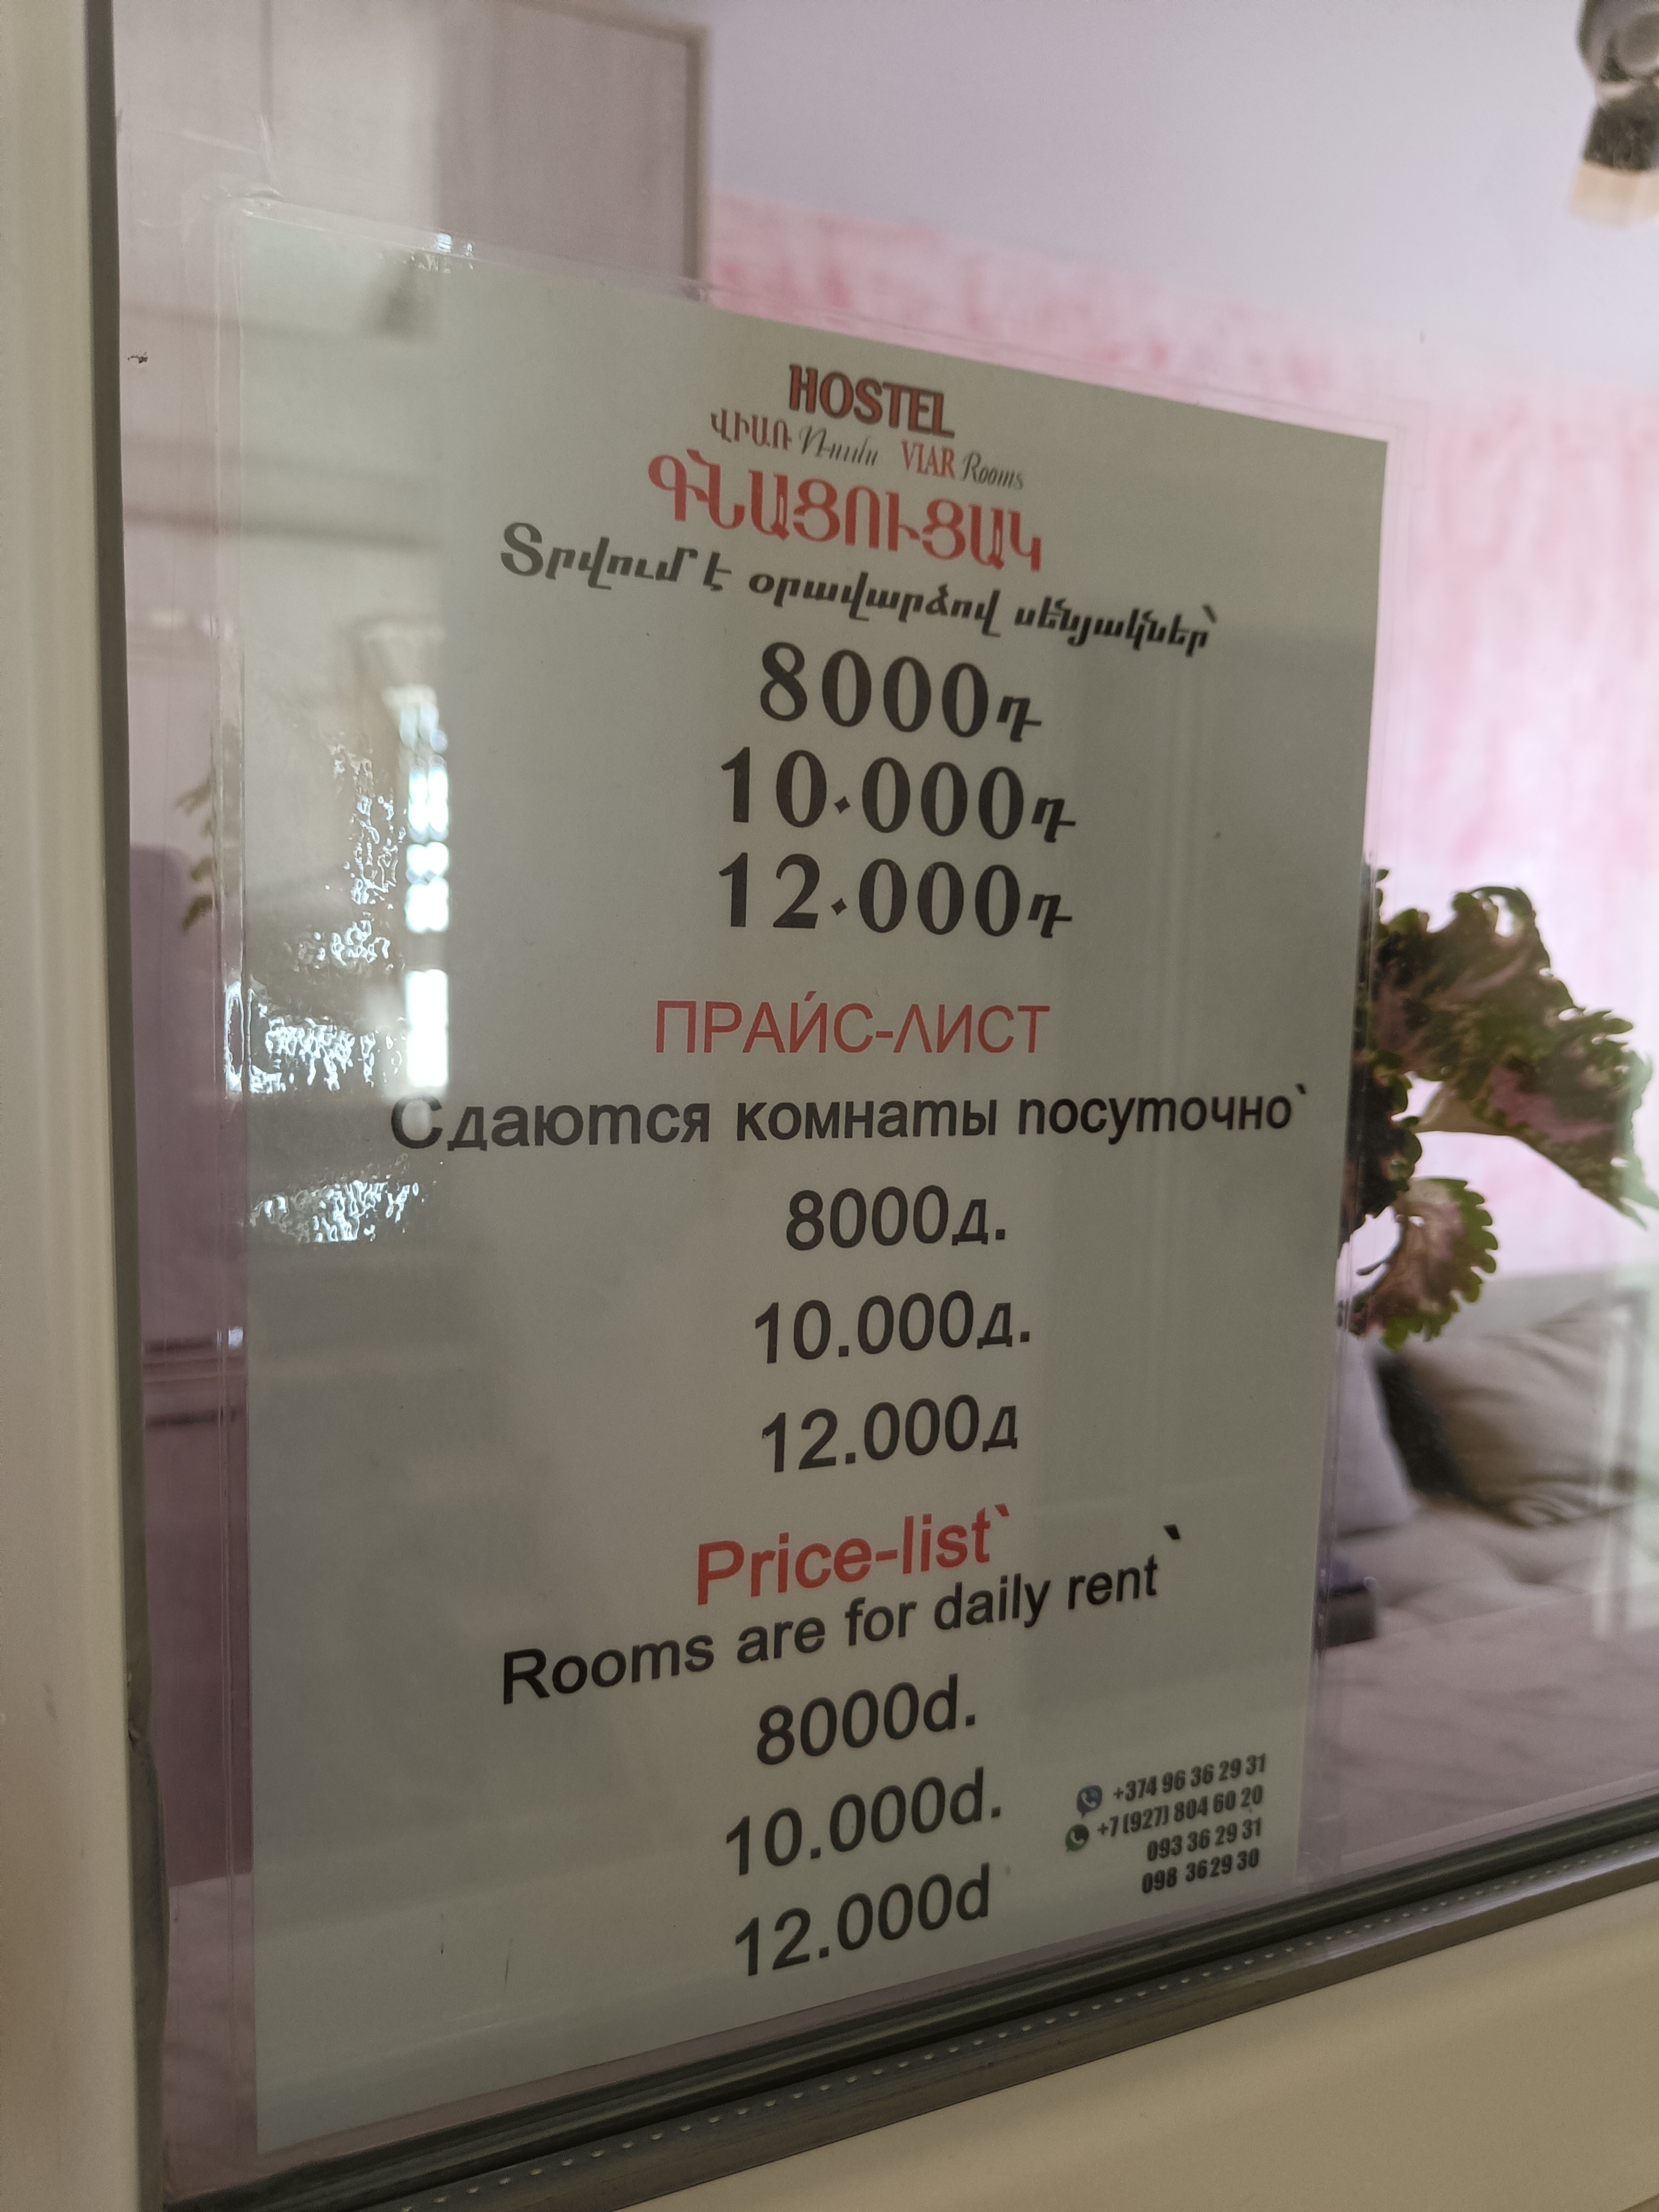 HOSTEL
ՎԻԱՌ Ռումս VIAR Rooms
ԳՆԱՑՈՒՑԱԿ
Տրվում է օրավարձով սենյակներ՝
8000դ
10.000դ
12.000դ
ПРАЙС-ЛИСТ
Сдаются комнаты посуточно`
8000д.
10.000д.
12.000д
Price-list`
Rooms are for daily rent`
8000d.
10.000d.
12.000d
+374 96 36 29 31
+7 (927) 804 60 20
093 36 29 31
098 36 29 30